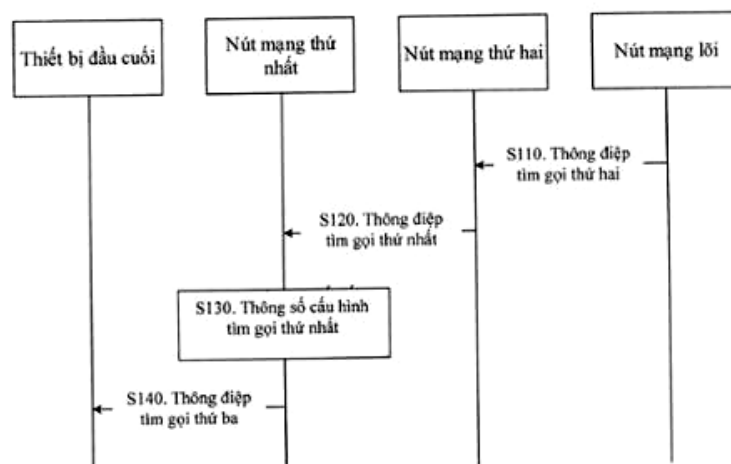 Thiết bị đầu cuối
Nút mạng thứ
nhất
Nút mạng thứ hai
Nút mạng lõi
S110. Thông điệp
tìm gọi thứ hai
S120. Thông điệp
tìm gọi thứ nhất
S130. Thông số cấu hình
tìm gọi thứ nhất
S140. Thông điệp
tìm gọi thứ ba